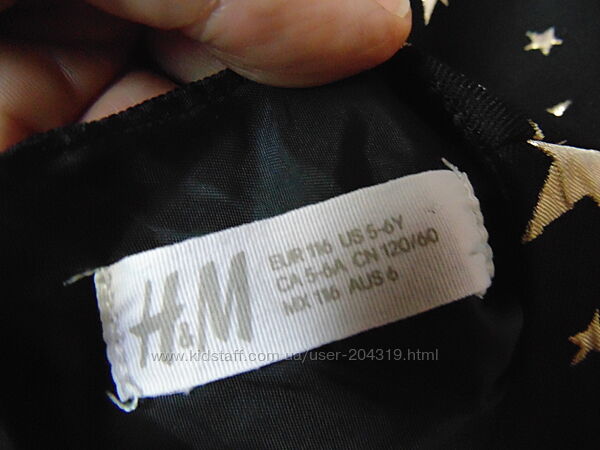 H&M
EUR 116 US 5-6Y
CA 5-6A CN 120/60
MX 116 AUS 6
www.kidstaff.com.ua/user-204319.html